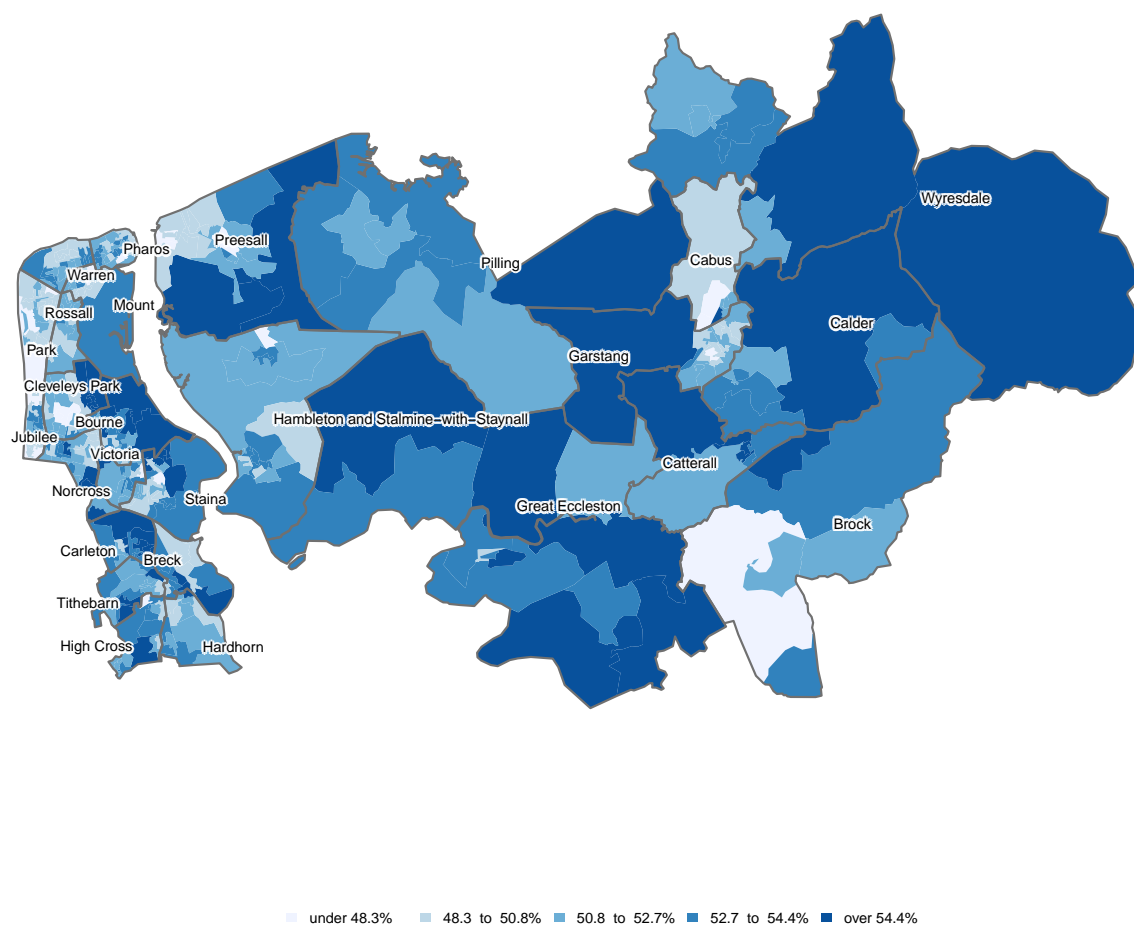 Wyresdale
Preesall
Pharos
Cabus
Pilling
Warren
Mount
Rossall
Calder
Park
Garstang
Cleveleys Park
Hambleton and Stalmine−with−Staynall
Bourne
Jubilee
Victoria
Catterall
Norcross
Staina
Great Eccleston
Brock
Carleton
Breck
Tithebarn
High Cross
Hardhorn
under 48.3%
48.3 to 50.8%
50.8 to 52.7%
52.7 to 54.4%
over 54.4%